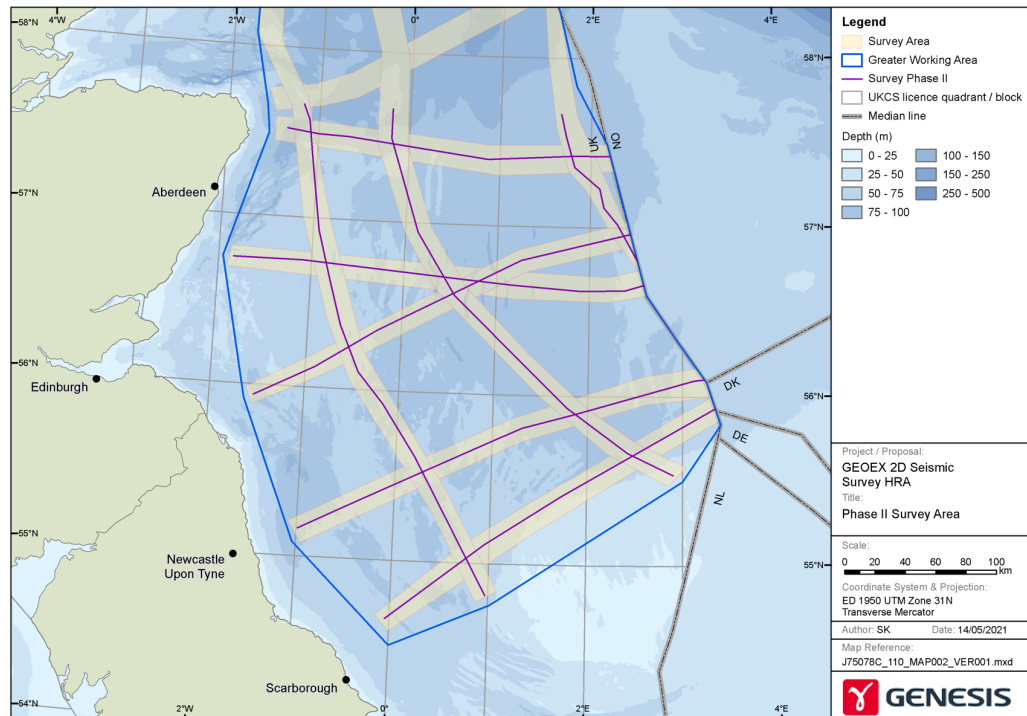 4°W
2°W
0°
2°E
4°E
58°N
58°N
UK
NO
57°N
Aberdeen
57°N
56°N
Edinburgh
DK
56°N
DE
NL
55°N
Newcastle
Upon Tyne
55°N
Scarborough
54°N
2°W
0°
2°E
4°E
Legend
Survey Area
Greater Working Area
Survey Phase II
UKCS licence quadrant / block
Median line
Depth (m)
0 - 25
25 - 50
50 - 75
75 - 100
100 - 150
150 - 250
250 - 500
Project / Proposal:
GEOEX 2D Seismic
Survey HRA
Title:
Phase II Survey Area
Scale:
0 20 40 60 80 100
km
Coordinate System & Projection:
ED 1950 UTM Zone 31N
Transverse Mercator
Author: SK Date: 14/05/2021
Map Reference:
J75078C_110_MAP002_VER001.mxd
GENESIS